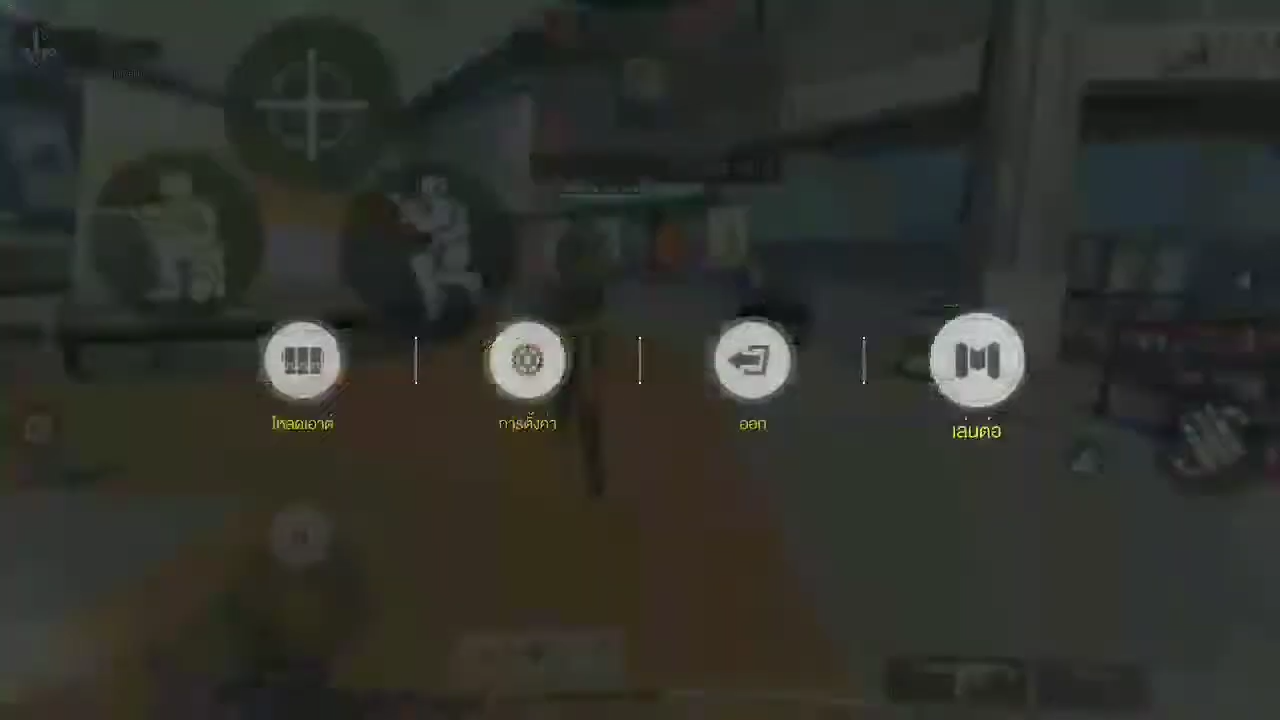 โหลดเอาต์
การตั้งค่า
ออก
เล่นต่อ